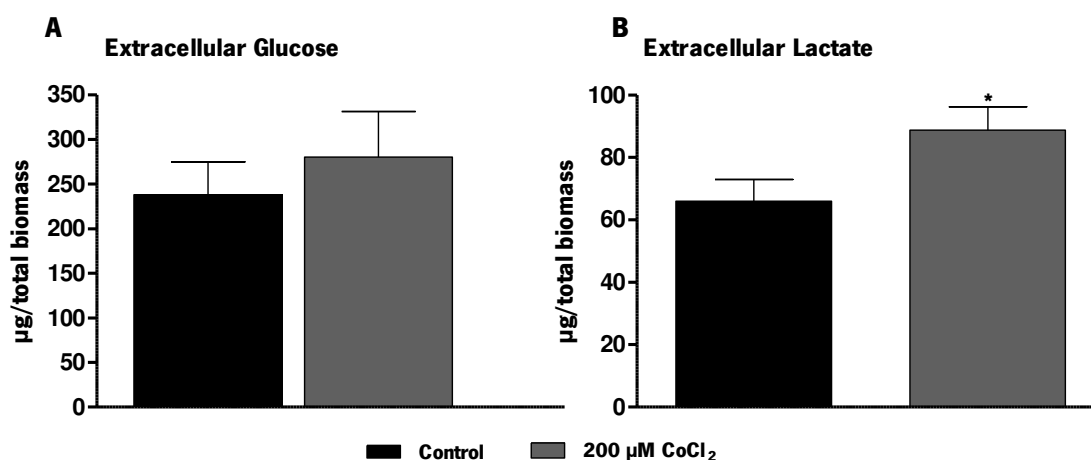 A
Extracellular Glucose
µg/total biomass
350
300
250
200
150
100
50
0
B
Extracellular Lactate
µg/total biomass
100
80
60
40
20
0
*
Control
200 µM CoCl₂